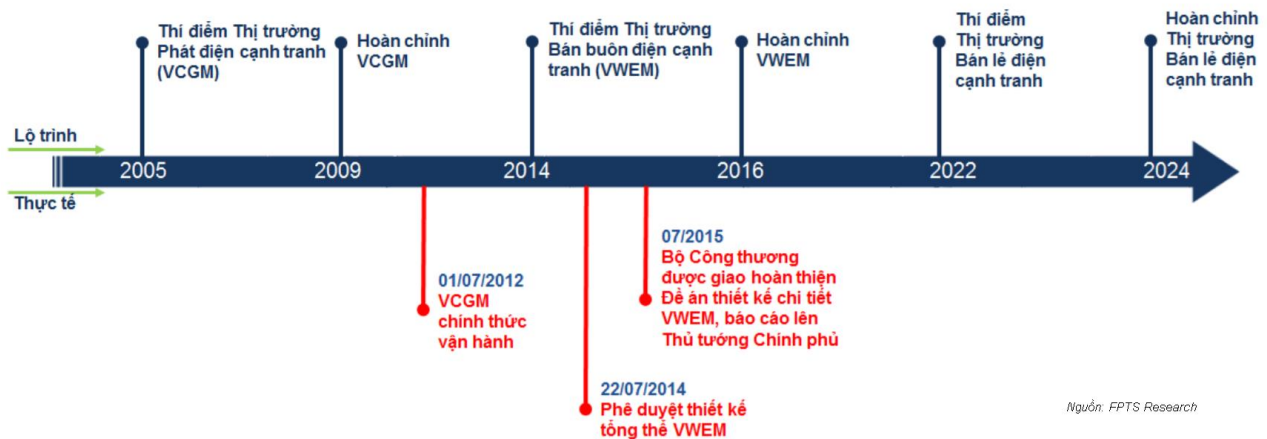 Thí điểm Thị trường
Phát điện cạnh tranh
(VCGM)
Hoàn chỉnh
VCGM
Thí điểm Thị trường
Bán buôn điện cạnh
tranh (VWEM)
Hoàn chỉnh
VWEM
Thí điểm
Thị trường
Bán lẻ điện
cạnh tranh
Hoàn chỉnh
Thị trường
Bán lẻ điện
cạnh tranh
Lộ trình
2005
2009
2014
2016
2022
2024
Thực tế
01/07/2012
VCGM
chính thức
vận hành
22/07/2014
Phê duyệt thiết kế
tổng thể VWEM
07/2015
Bộ Công thương
được giao hoàn thiện
Đề án thiết kế chi tiết
VWEM, báo cáo lên
Thủ tướng Chính phủ
Nguồn: FPTS Research